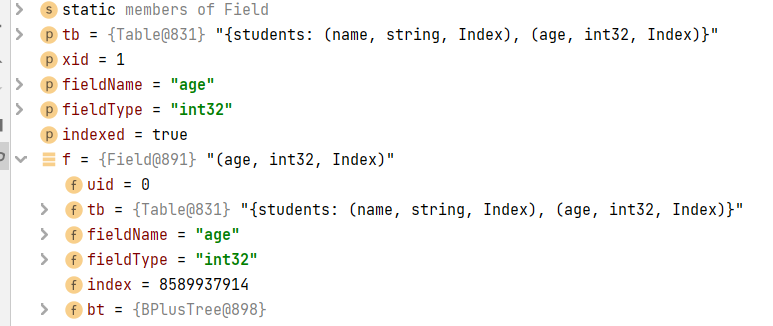 s static members of Field
p tb = {Table@831} "{students: (name, string, Index), (age, int32, Index)}"
p xid = 1
p fieldName = "age"
p fieldType = "int32"
p indexed = true
f = {Field@891} "(age, int32, Index)"
f uid = 0
f tb = {Table@831} "{students: (name, string, Index), (age, int32, Index)}"
f fieldName = "age"
f fieldType = "int32"
f index = 8589937914
f bt = {BPlusTree@898}